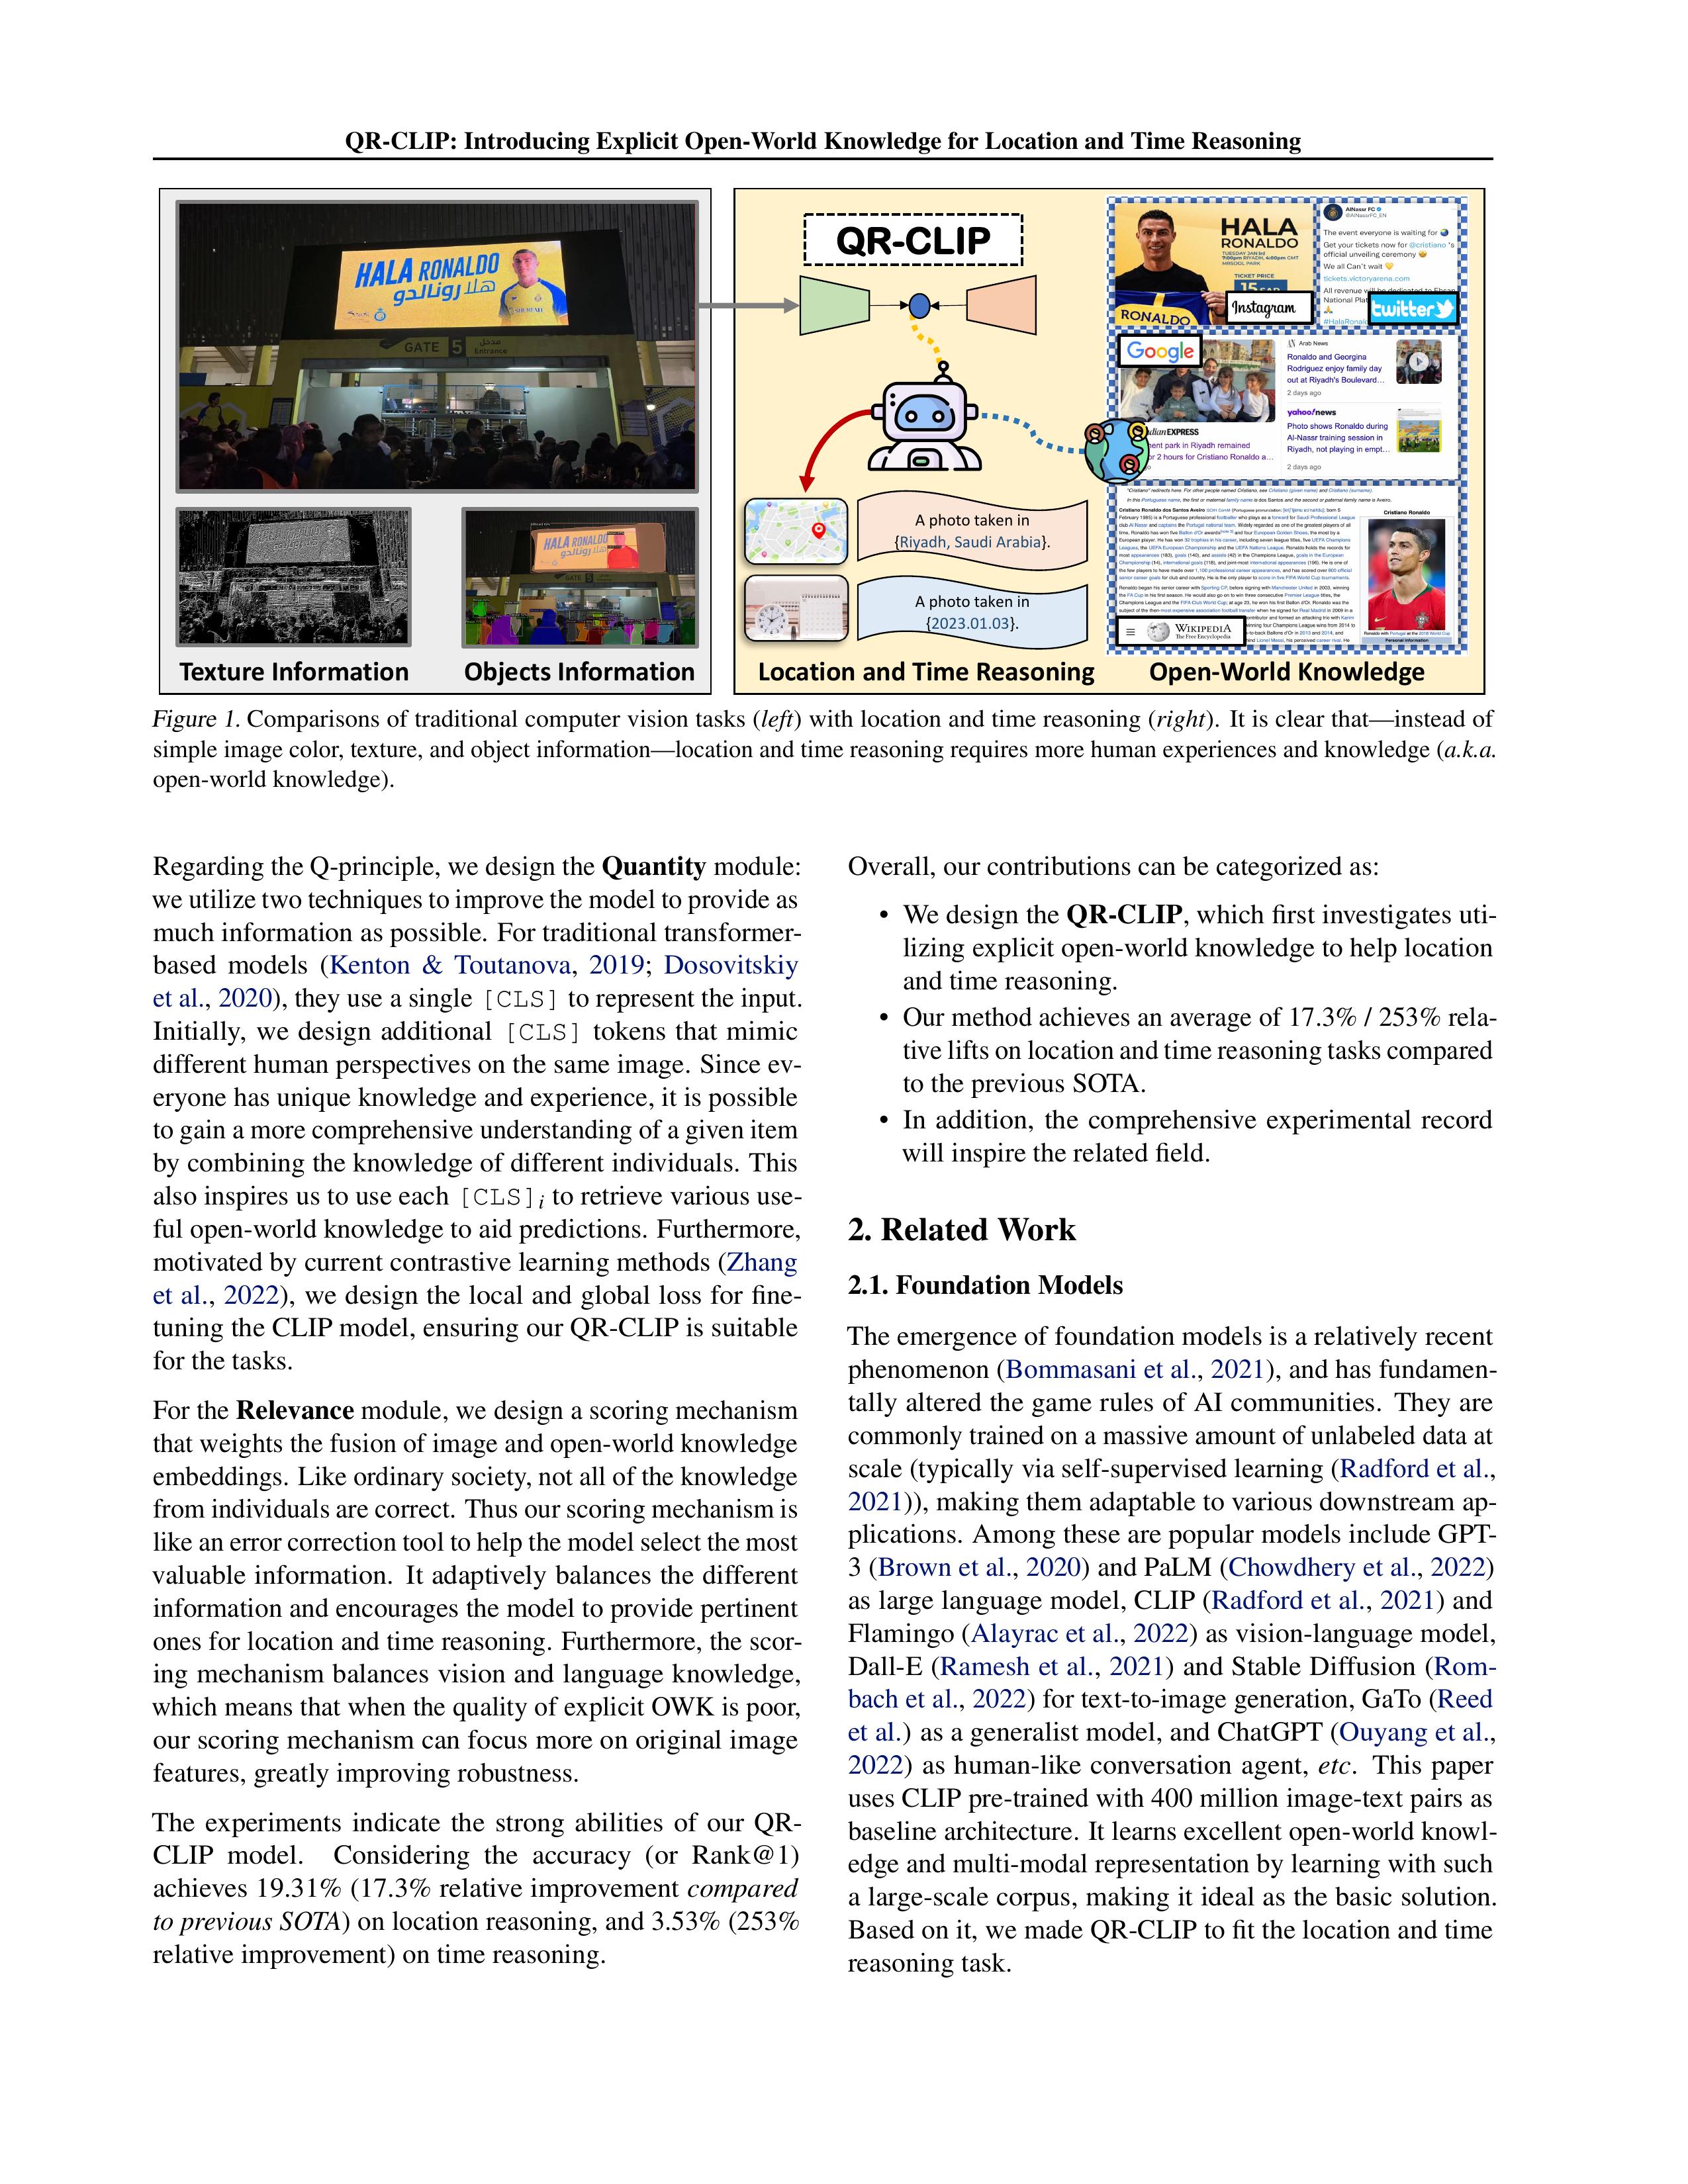 QR-CLIP: Introducing Explicit Open-World Knowledge for Location and Time Reasoning
HALA RONALDO
هلا رونالدو
GATE 5 مدخل
Entrance
Texture Information
Objects Information
QR-CLIP
A photo taken in
{Riyadh, Saudi Arabia}.
A photo taken in
{2023.01.03}.
Location and Time Reasoning
HALA
RONALDO
TICKET PRICE
RONALDO
Instagram
AlNassr FC
@AlNassrFC_EN
The event everyone is waiting for
Get your tickets now for @cristiano 's
official unveiling ceremony
We all Can't wait
tickets.victoryarena.com
twitter
Google
Arab News
Ronaldo and Georgina
Rodriguez enjoy family day
out at Riyadh's Boulevard...
2 days ago
yahoo!news
Photo shows Ronaldo during
Al-Nassr training session in
Riyadh, not playing in empt...
2 days ago
EXPRESS
park in Riyadh remained
2 hours for Cristiano Ronaldo a...
Cristiano Ronaldo
WIKIPEDIA
The Free Encyclopedia
Open-World Knowledge
Figure 1. Comparisons of traditional computer vision tasks (left) with location and time reasoning (right). It is clear that—instead of
simple image color, texture, and object information—location and time reasoning requires more human experiences and knowledge (a.k.a.
open-world knowledge).
Regarding the Q-principle, we design the Quantity module:
we utilize two techniques to improve the model to provide as
much information as possible. For traditional transformer-
based models (Kenton & Toutanova, 2019; Dosovitskiy
et al., 2020), they use a single [CLS] to represent the input.
Initially, we design additional [CLS] tokens that mimic
different human perspectives on the same image. Since ev-
eryone has unique knowledge and experience, it is possible
to gain a more comprehensive understanding of a given item
by combining the knowledge of different individuals. This
also inspires us to use each [CLS]i to retrieve various use-
ful open-world knowledge to aid predictions. Furthermore,
motivated by current contrastive learning methods (Zhang
et al., 2022), we design the local and global loss for fine-
tuning the CLIP model, ensuring our QR-CLIP is suitable
for the tasks.
For the Relevance module, we design a scoring mechanism
that weights the fusion of image and open-world knowledge
embeddings. Like ordinary society, not all of the knowledge
from individuals are correct. Thus our scoring mechanism is
like an error correction tool to help the model select the most
valuable information. It adaptively balances the different
information and encourages the model to provide pertinent
ones for location and time reasoning. Furthermore, the scor-
ing mechanism balances vision and language knowledge,
which means that when the quality of explicit OWK is poor,
our scoring mechanism can focus more on original image
features, greatly improving robustness.
The experiments indicate the strong abilities of our QR-
CLIP model. Considering the accuracy (or Rank@1)
achieves 19.31% (17.3% relative improvement compared
to previous SOTA) on location reasoning, and 3.53% (253%
relative improvement) on time reasoning.
Overall, our contributions can be categorized as:
• We design the QR-CLIP, which first investigates uti-
lizing explicit open-world knowledge to help location
and time reasoning.
• Our method achieves an average of 17.3% / 253% rela-
tive lifts on location and time reasoning tasks compared
to the previous SOTA.
• In addition, the comprehensive experimental record
will inspire the related field.
2. Related Work
2.1. Foundation Models
The emergence of foundation models is a relatively recent
phenomenon (Bommasani et al., 2021), and has fundamen-
tally altered the game rules of AI communities. They are
commonly trained on a massive amount of unlabeled data at
scale (typically via self-supervised learning (Radford et al.,
2021)), making them adaptable to various downstream ap-
plications. Among these are popular models include GPT-
3 (Brown et al., 2020) and PaLM (Chowdhery et al., 2022)
as large language model, CLIP (Radford et al., 2021) and
Flamingo (Alayrac et al., 2022) as vision-language model,
Dall-E (Ramesh et al., 2021) and Stable Diffusion (Rom-
bach et al., 2022) for text-to-image generation, GaTo (Reed
et al.) as a generalist model, and ChatGPT (Ouyang et al.,
2022) as human-like conversation agent, etc. This paper
uses CLIP pre-trained with 400 million image-text pairs as
baseline architecture. It learns excellent open-world knowl-
edge and multi-modal representation by learning with such
a large-scale corpus, making it ideal as the basic solution.
Based on it, we made QR-CLIP to fit the location and time
reasoning task.